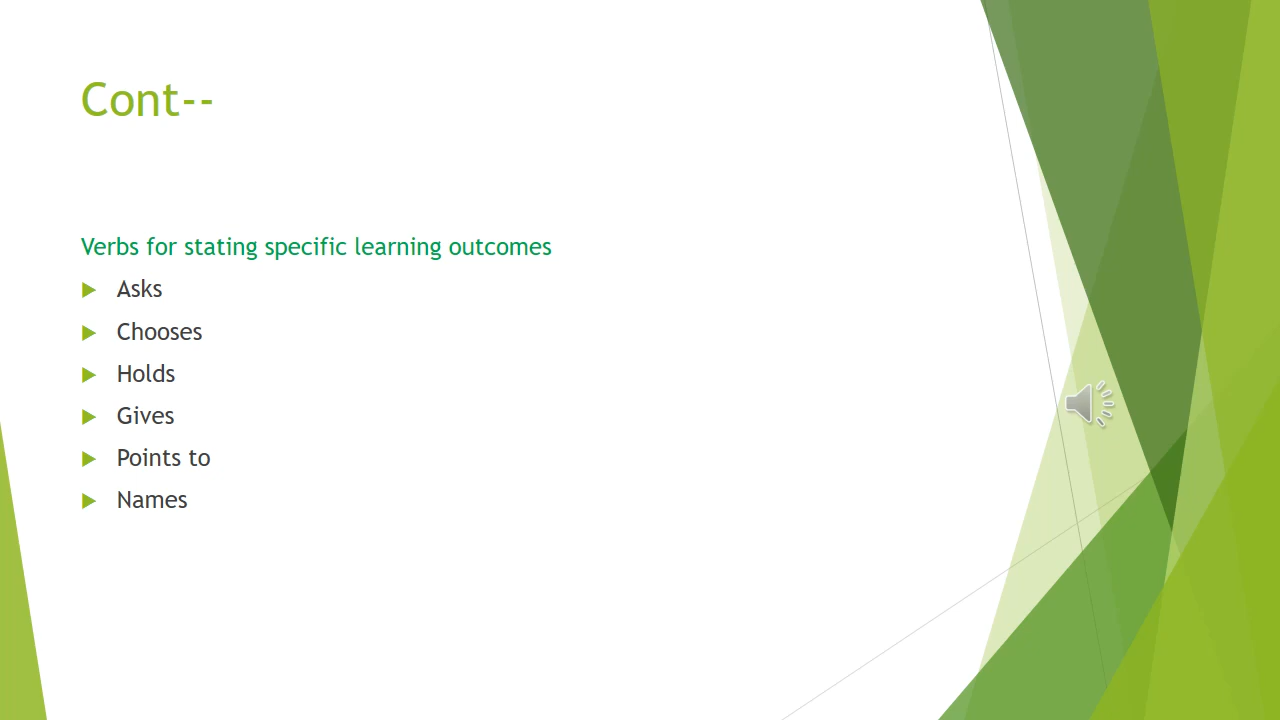 Cont--
Verbs for stating specific learning outcomes
Asks
Chooses
Holds
Gives
Points to
Names